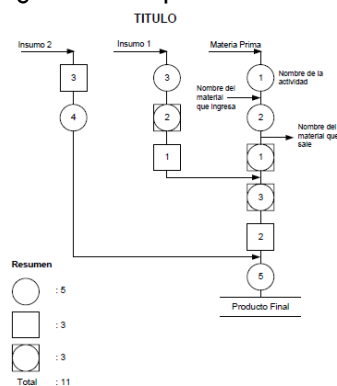 TITULO
Insumo 2
Insumo 1
Materia Prima
3
3
1
Nombre de la
actividad
Nombre del
material
que ingresa
4
2
2
Nombre del
material que
sale
1
1
3
2
Resumen
5
: 5
Producto Final
: 3
: 3
Total : 11